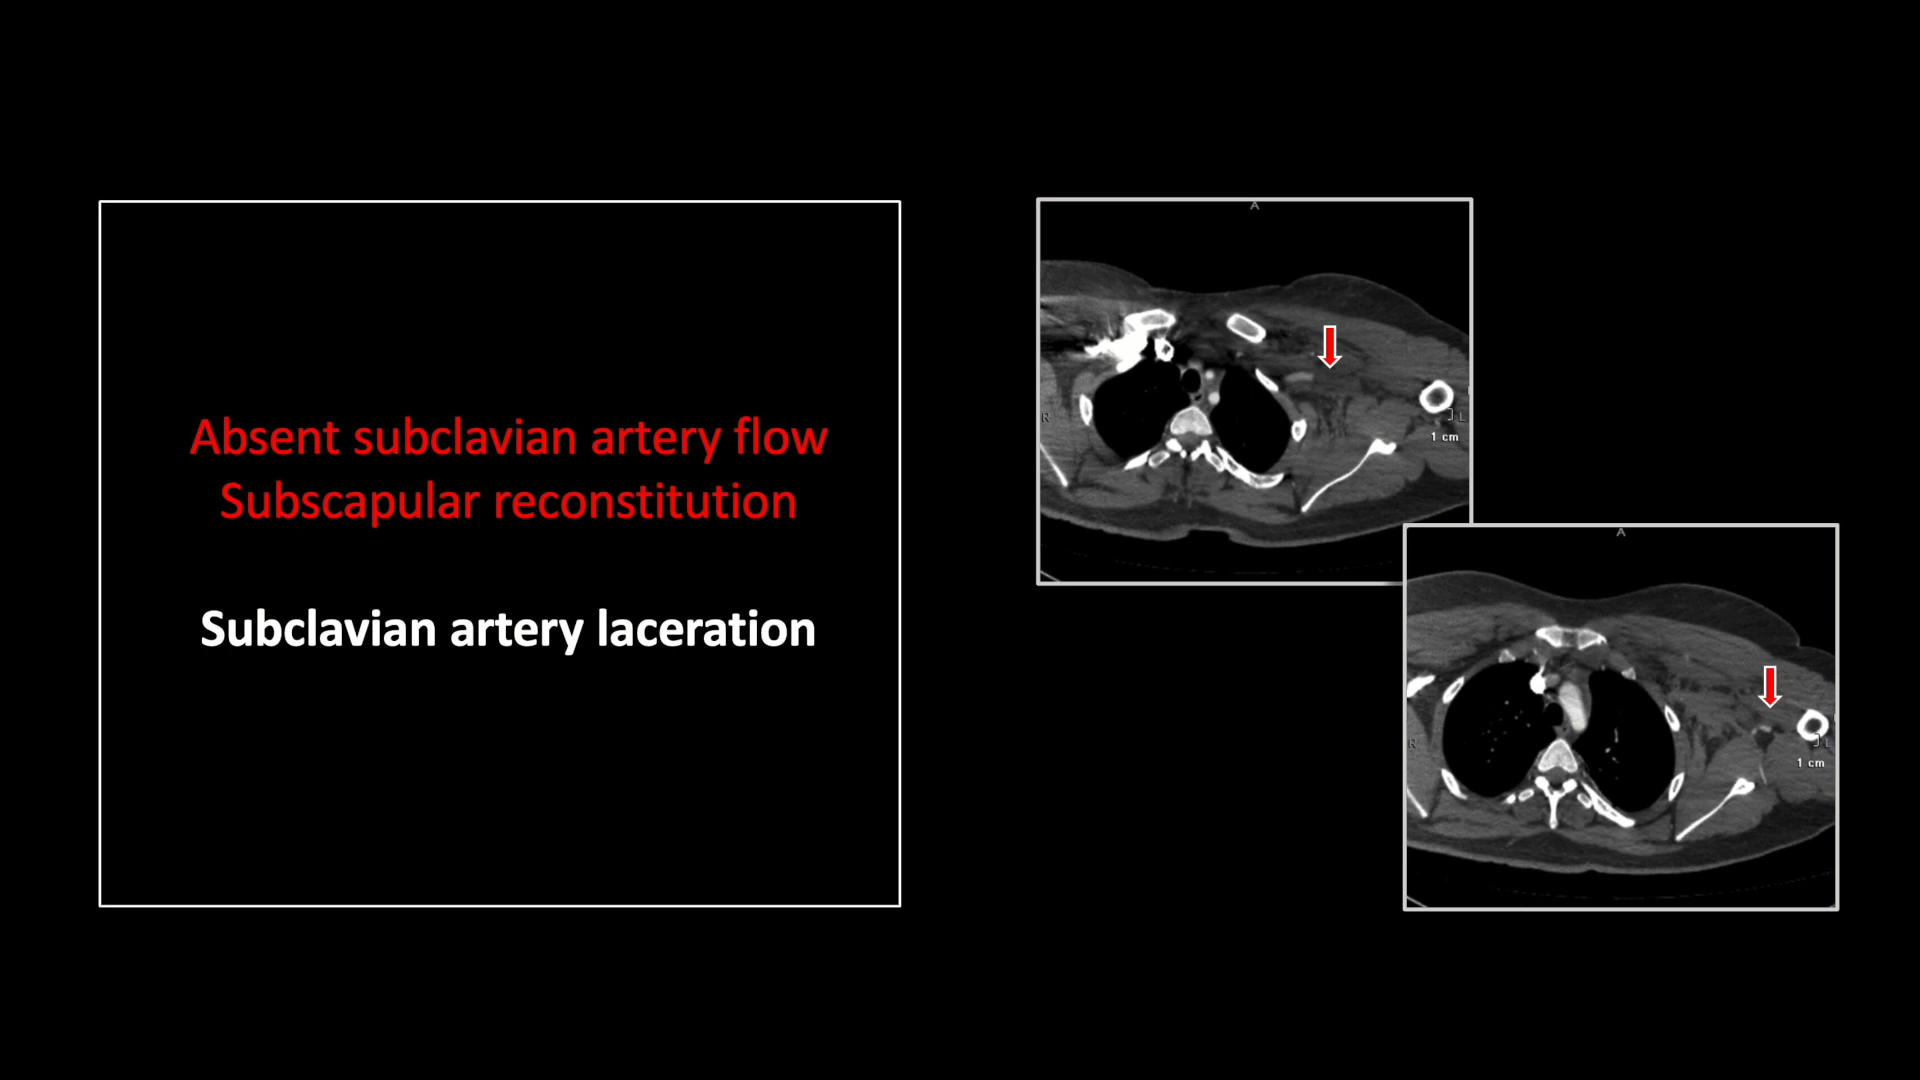 Absent subclavian artery flow
Subscapular reconstitution
Subclavian artery laceration
A
R
L
1 cm
A
R
L
1 cm